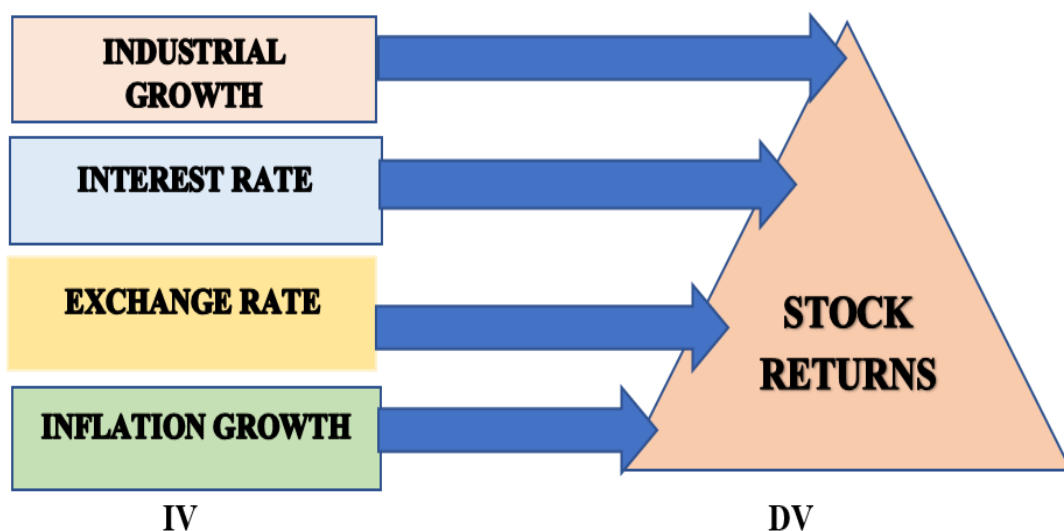 INDUSTRIAL
GROWTH
INTEREST RATE
EXCHANGE RATE
INFLATION GROWTH
STOCK
RETURNS
IV
DV